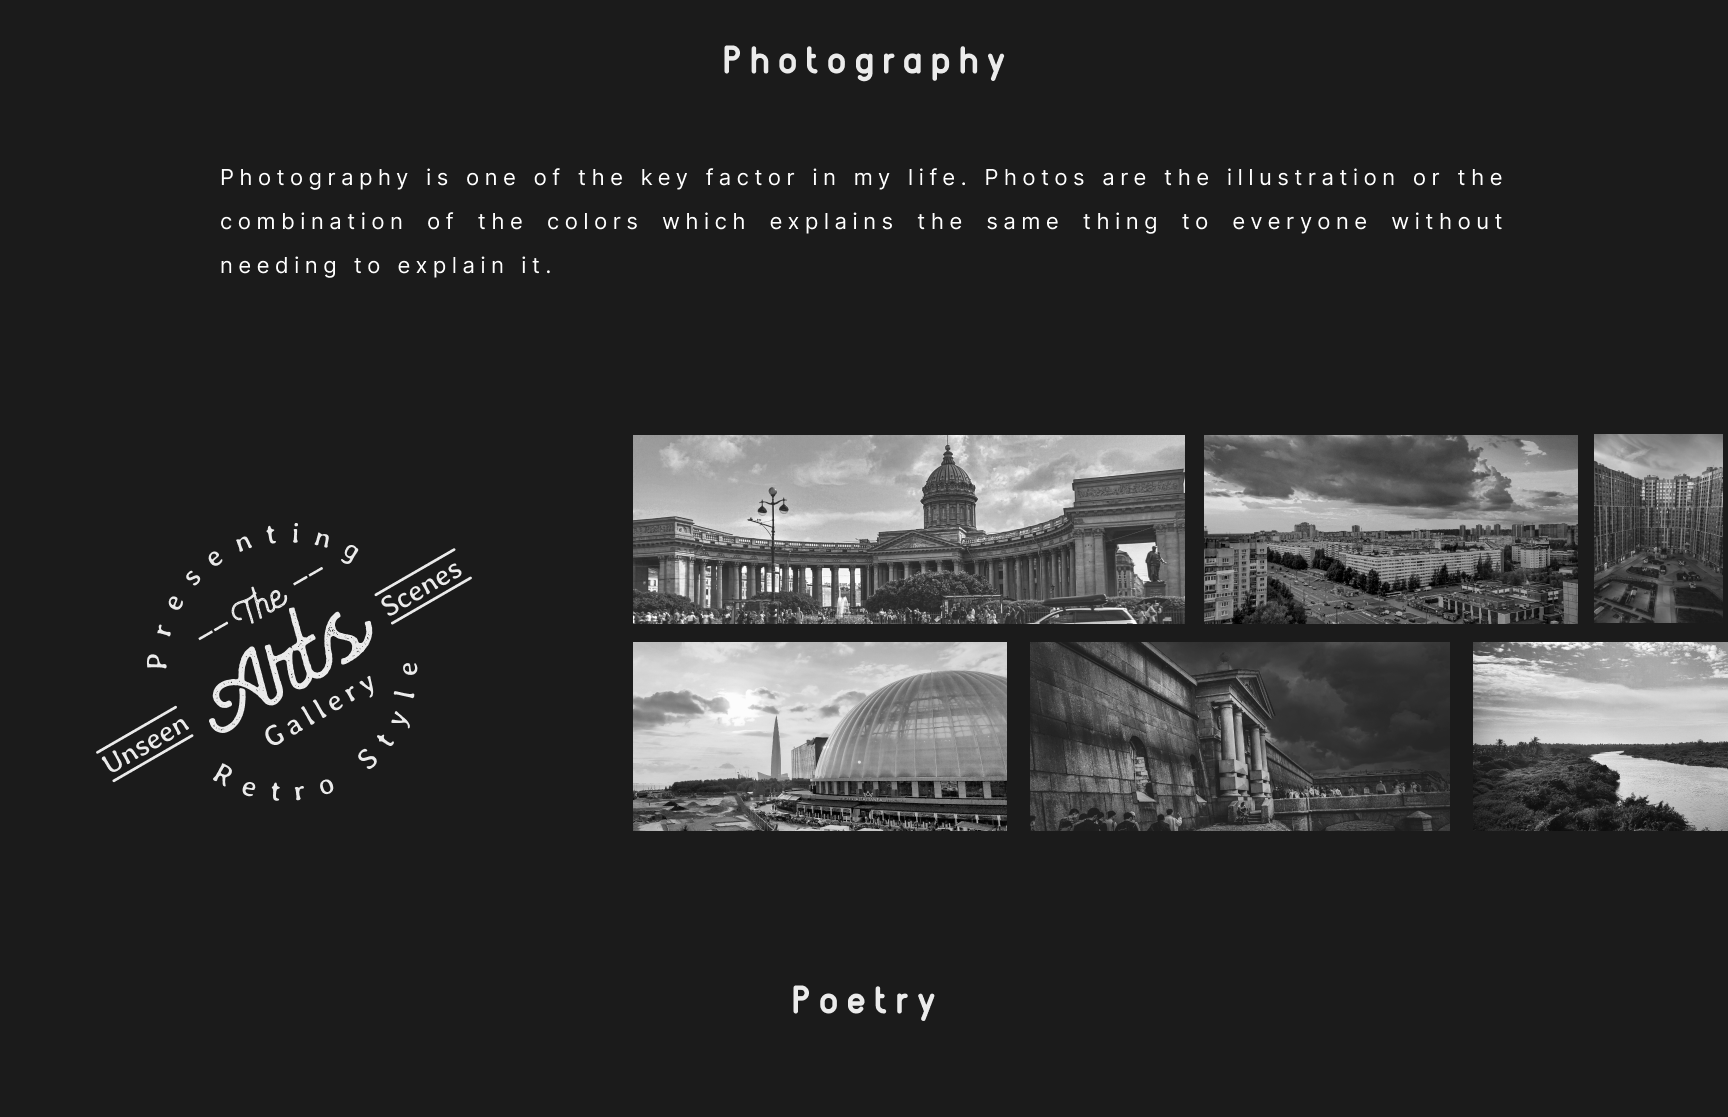 Photography
Photography is one of the key factor in my life. Photos are the illustration or the
combination of the colors which explains the same thing to everyone without
needing to explain it.
Presenting
The
Arts
Gallery
Unseen
Scenes
Retro Style
Poetry